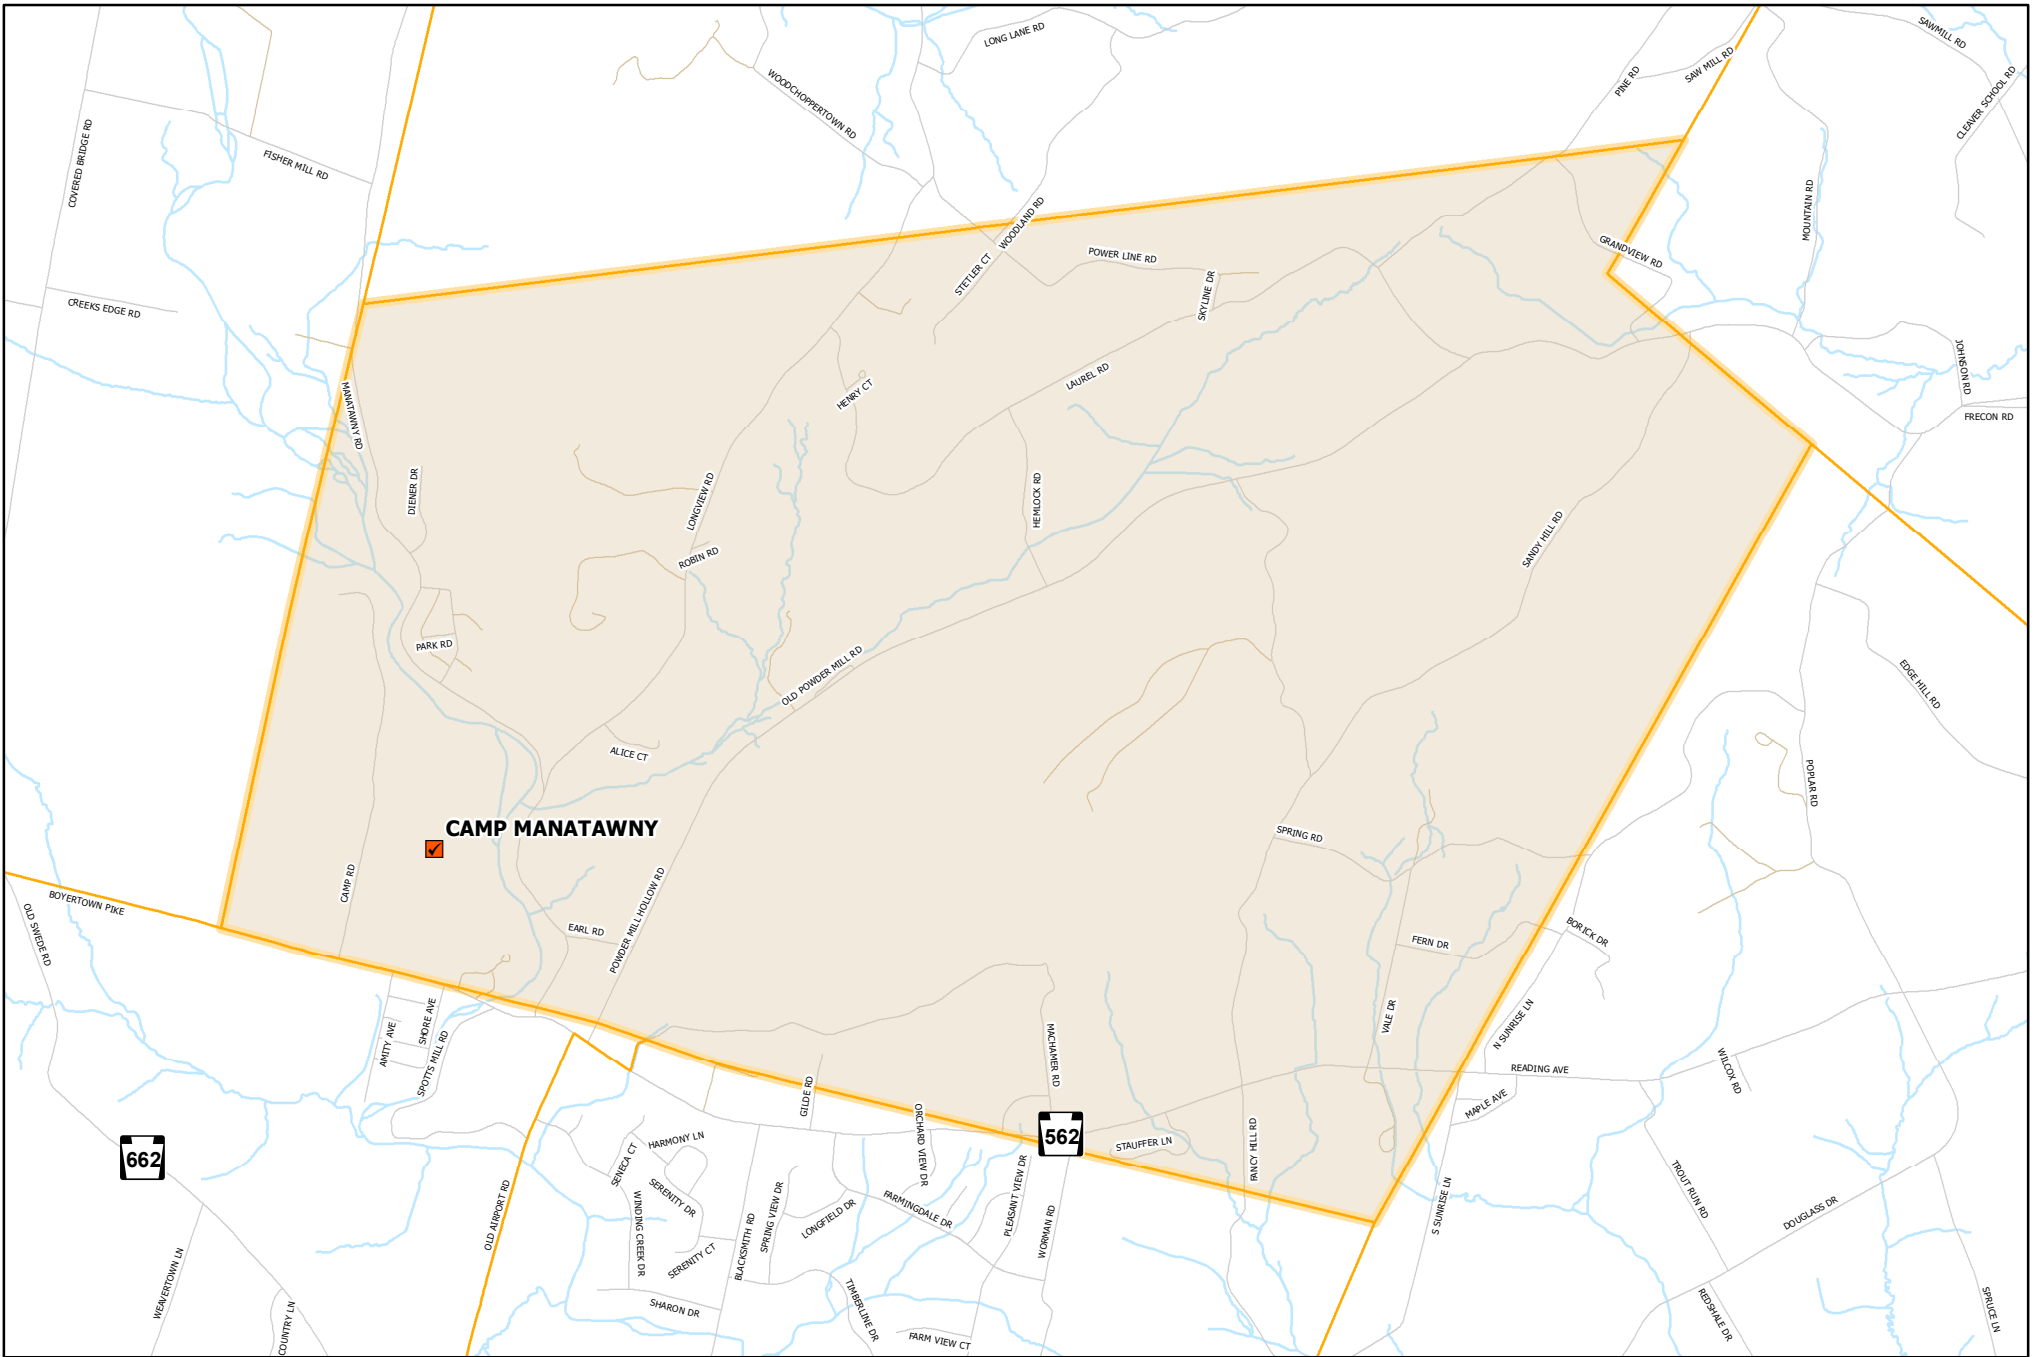 LONG LANE RD
SAWMILL RD
SAW MILL RD
PINE RD
WOODCHOPPERTOWN RD
CLEAVER SCHOOL RD
COVERED BRIDGE RD
FISHER MILL RD
MOUNTAIN RD
WOODLAND RD
GRANDVIEW RD
POWER LINE RD
STETLER CT
SKYLINE DR
CREEKS EDGE RD
JOHNSON RD
LAUREL RD
HENRY CT
MANATAWNY RD
FRECON RD
DIENER DR
LONGVIEW RD
HEMLOCK RD
SANDY HILL RD
ROBIN RD
PARK RD
OLD POWDER MILL RD
EDGE HILL RD
ALICE CT
POPLAR RD
CAMP MANATAWNY
SPRING RD
CAMP RD
BOYERTOWN PIKE
OLD SWEDE RD
EARL RD
POWDER MILL HOLLOW RD
FERN DR
BORICK DR
SHORE AVE
AMITY AVE
SPOTTS MILL RD
MACHAMER RD
VALE DR
N SUNRISE LN
READING AVE
WILCOX RD
MAPLE AVE
GILDE RD
ORCHARD VIEW DR
562
STAUFFER LN
FANCY HILL RD
HARMONY LN
662
SENECA CT
SERENITY DR
WINDING CREEK DR
SERENITY CT
BLACKSMITH RD
SPRING VIEW DR
LONGFIELD DR
FARMINGDALE DR
PLEASANT VIEW DR
WORMAN RD
OLD AIRPORT RD
S SUNRISE LN
TROUT RUN RD
DOUGLASS DR
WEAVERTOWN LN
COUNTRY LN
SHARON DR
TIMBERLINE DR
FARM VIEW CT
REDSHALE DR
SPRUCE LN